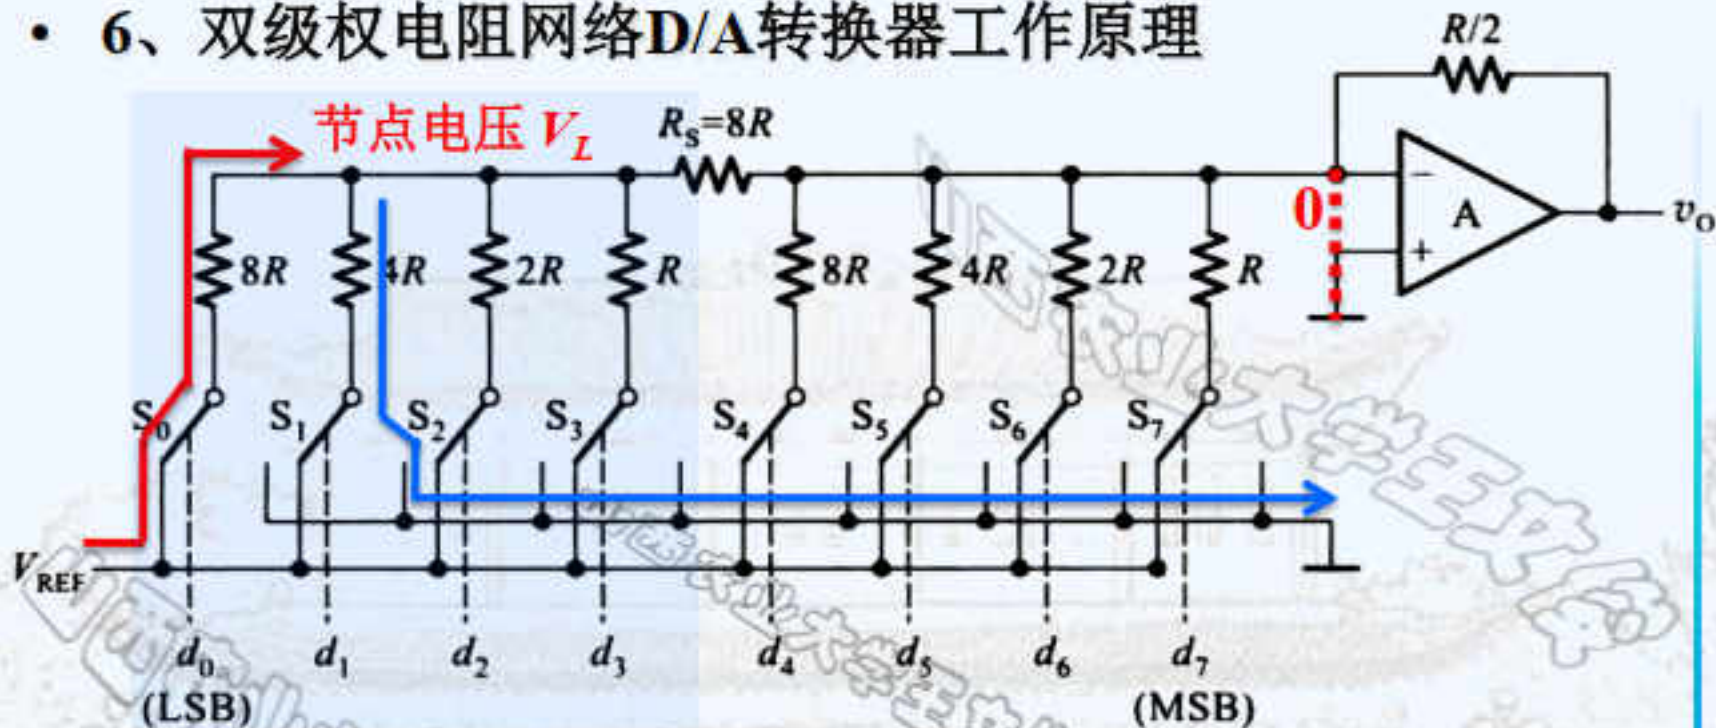 • 6、双级权电阻网络D/A转换器工作原理
R/2
节点电压 V_L
R_S=8R
8R 4R 2R R 8R 4R 2R R
0
− A v_O
+
S_0 S_1 S_2 S_3 S_4 S_5 S_6 S_7
V_REF
d_0 d_1 d_2 d_3 d_4 d_5 d_6 d_7
(LSB) (MSB)